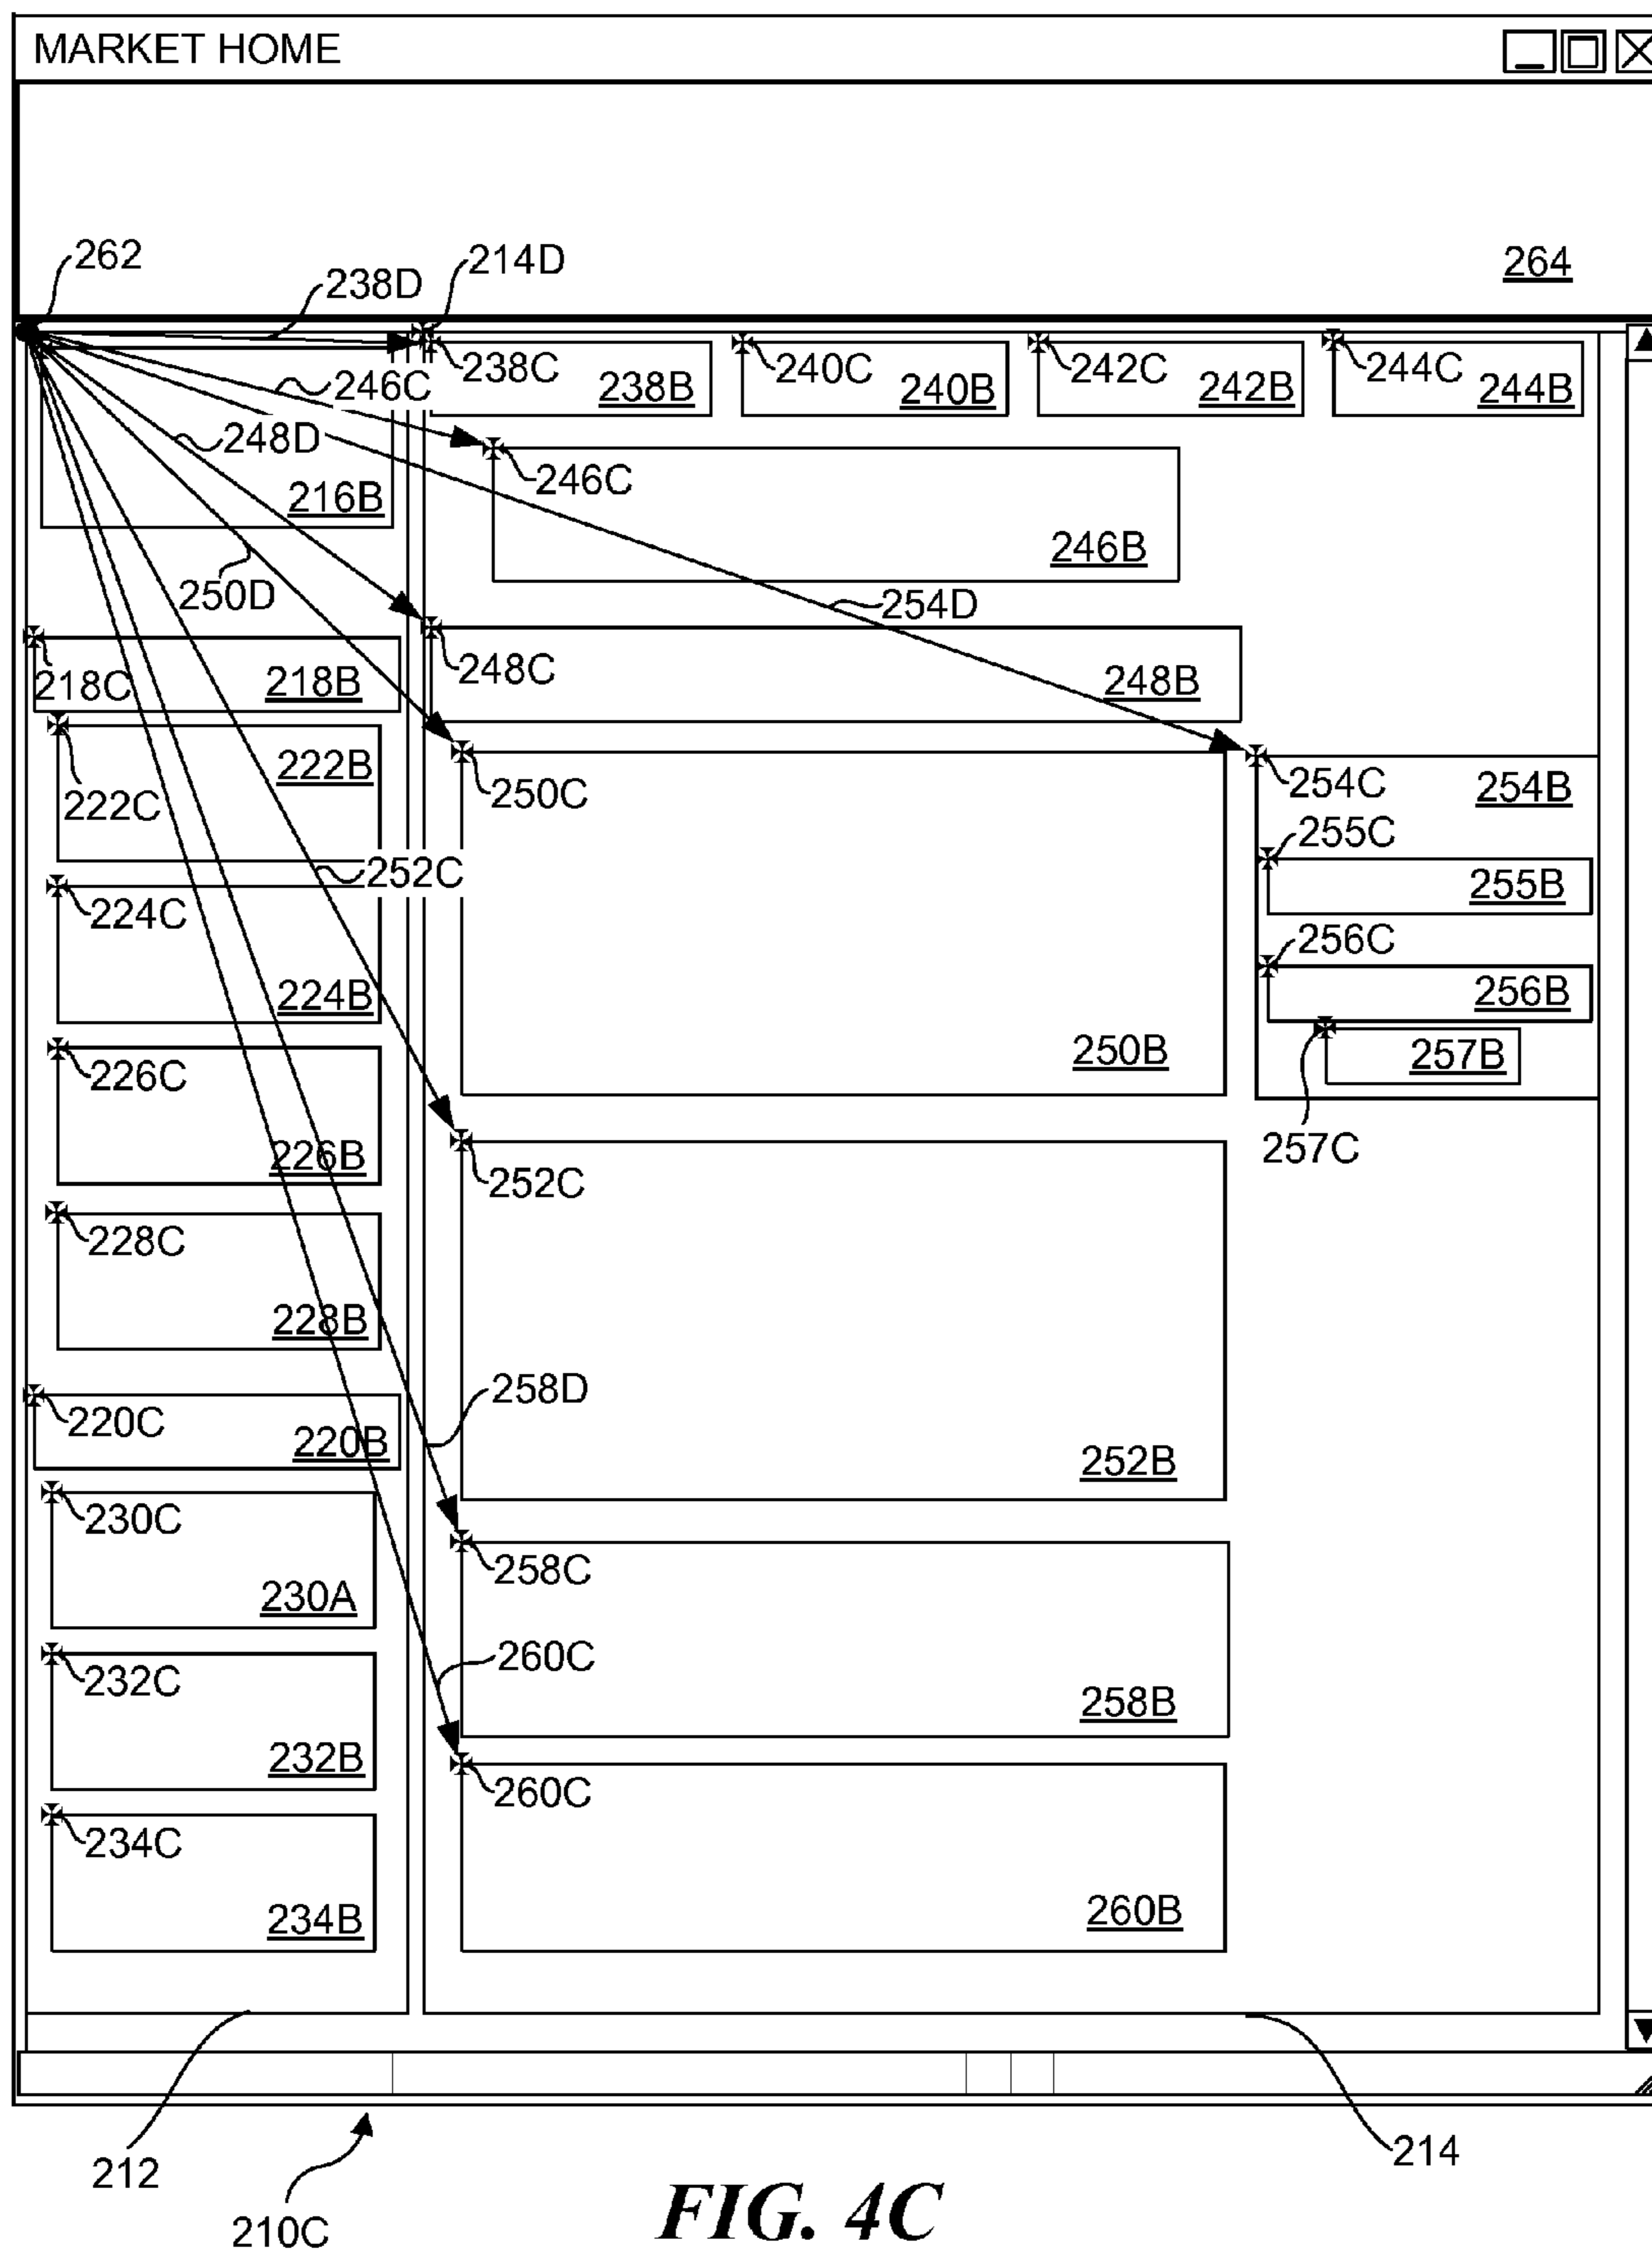 MARKET HOME
264
262
238D
214D
238C
238B
240C
240B
242C
242B
244C
244B
246C
248D
216B
246C
246B
250D
254D
218C
218B
248C
248B
222B
222C
250C
254C
254B
255C
252C
255B
224C
224B
256C
256B
226C
226B
250B
257B
257C
252C
228C
228B
258D
220C
220B
252B
230C
230A
258C
260C
232C
232B
258B
260C
234C
234B
260B
212
214
210C
FIG. 4C